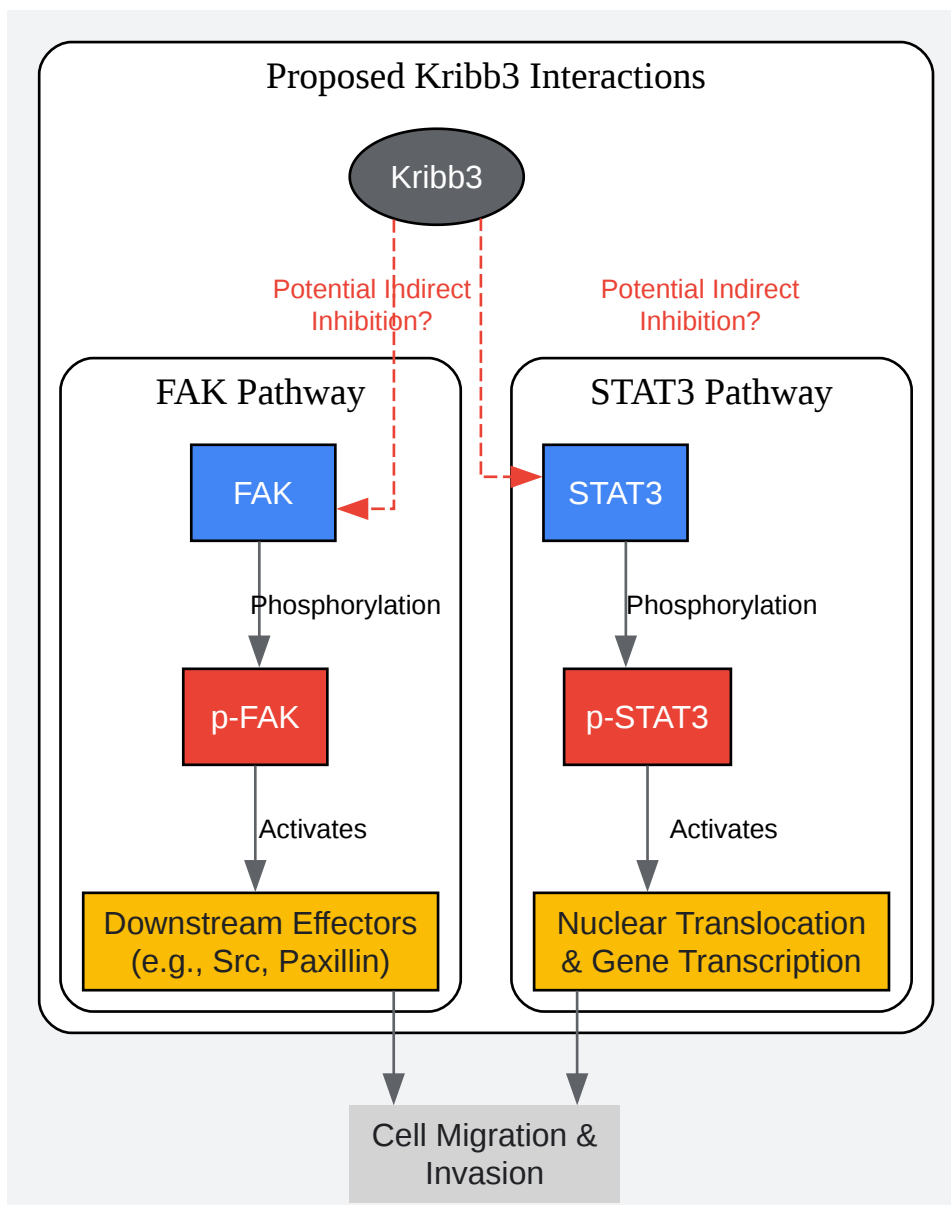 Proposed Kribb3 Interactions
Kribb3
Potential Indirect
Inhibition?
Potential Indirect
Inhibition?
FAK Pathway
FAK
Phosphorylation
p-FAK
Activates
Downstream Effectors
(e.g., Src, Paxillin)
STAT3 Pathway
STAT3
Phosphorylation
p-STAT3
Activates
Nuclear Translocation
& Gene Transcription
Cell Migration &
Invasion